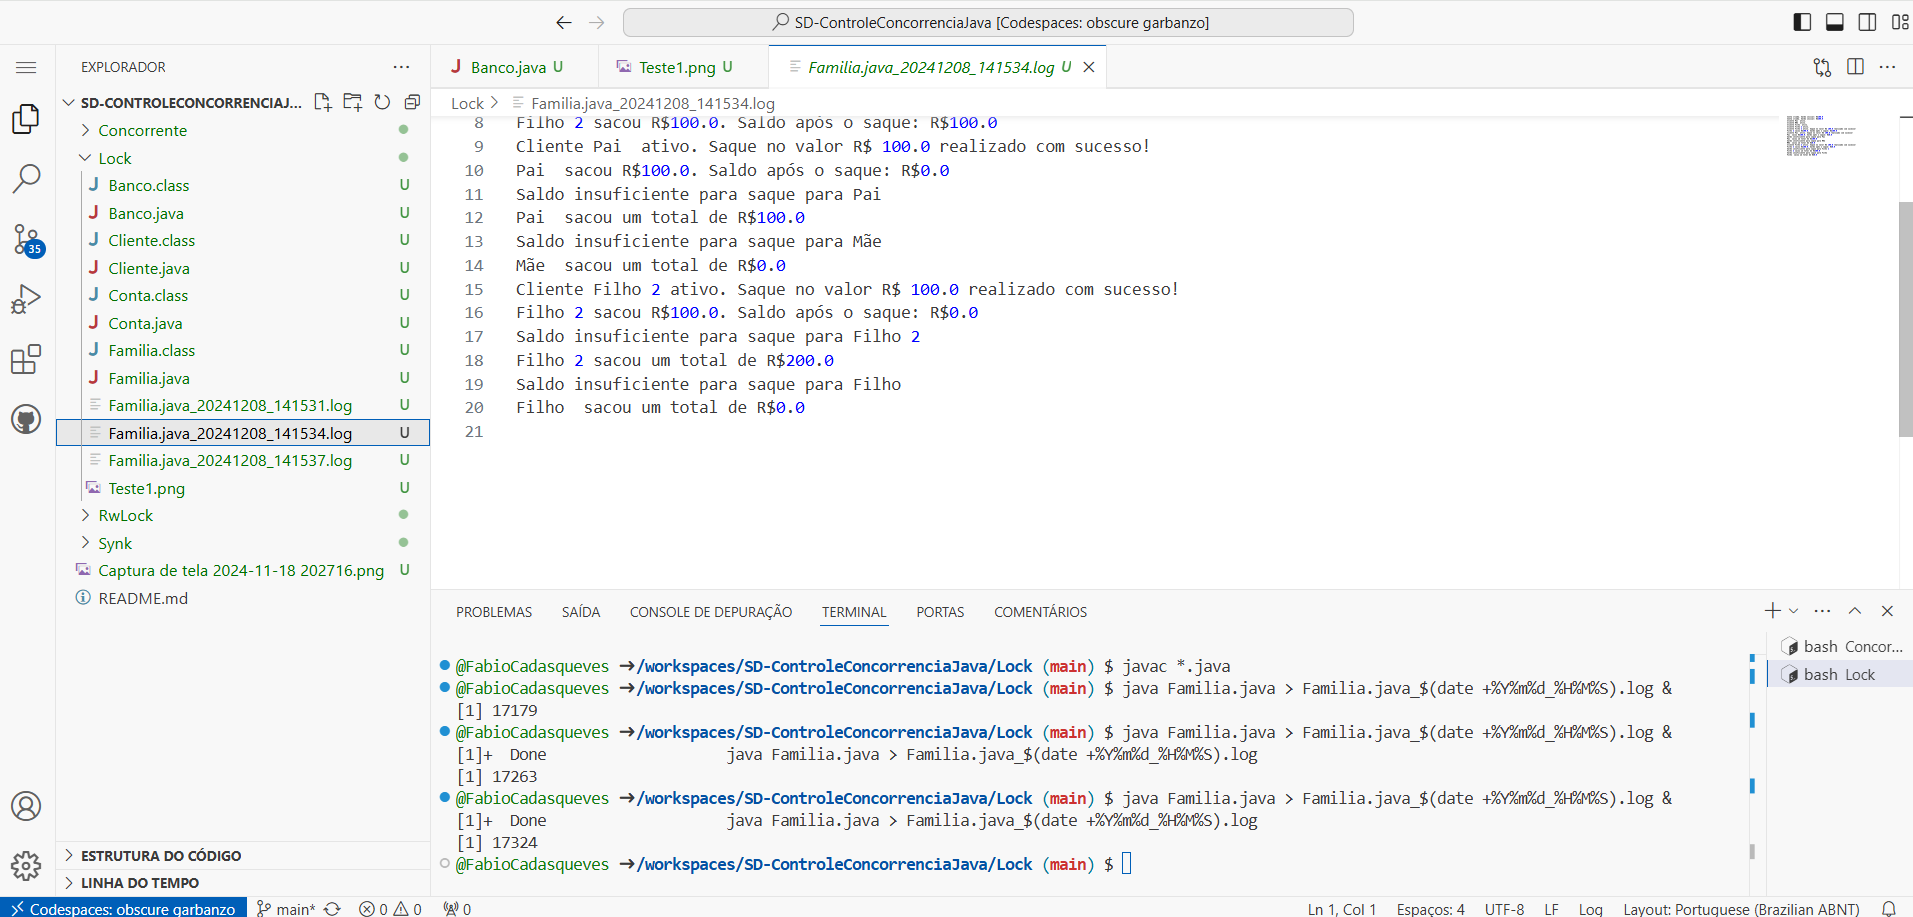 SD-ControleConcorrenciaJava [Codespaces: obscure garbanzo]
EXPLORADOR
SD-CONTROLECONCORRENCIAJ...
Concorrente
Lock
J Banco.class U
J Banco.java U
J Cliente.class U
J Cliente.java U
J Conta.class U
J Conta.java U
J Familia.class U
J Familia.java U
Familia.java_20241208_141531.log U
Familia.java_20241208_141534.log U
Familia.java_20241208_141537.log U
Teste1.png U
RwLock
Synk
Captura de tela 2024-11-18 202716.png U
README.md
35
ESTRUTURA DO CÓDIGO
LINHA DO TEMPO
J Banco.java U
Teste1.png U
Familia.java_20241208_141534.log U
Lock > Familia.java_20241208_141534.log
8 Filho 2 sacou R$100.0. Saldo após o saque: R$100.0
9 Cliente Pai  ativo. Saque no valor R$ 100.0 realizado com sucesso!
10 Pai  sacou R$100.0. Saldo após o saque: R$0.0
11 Saldo insuficiente para saque para Pai
12 Pai  sacou um total de R$100.0
13 Saldo insuficiente para saque para Mãe
14 Mãe  sacou um total de R$0.0
15 Cliente Filho 2 ativo. Saque no valor R$ 100.0 realizado com sucesso!
16 Filho 2 sacou R$100.0. Saldo após o saque: R$0.0
17 Saldo insuficiente para saque para Filho 2
18 Filho 2 sacou um total de R$200.0
19 Saldo insuficiente para saque para Filho
20 Filho  sacou um total de R$0.0
21
PROBLEMAS SAÍDA CONSOLE DE DEPURAÇÃO TERMINAL PORTAS COMENTÁRIOS
@FabioCadasqueves ➜/workspaces/SD-ControleConcorrenciaJava/Lock (main) $ javac *.java
@FabioCadasqueves ➜/workspaces/SD-ControleConcorrenciaJava/Lock (main) $ java Familia.java > Familia.java_$(date +%Y%m%d_%H%M%S).log &
[1] 17179
@FabioCadasqueves ➜/workspaces/SD-ControleConcorrenciaJava/Lock (main) $ java Familia.java > Familia.java_$(date +%Y%m%d_%H%M%S).log &
[1]+  Done                   java Familia.java > Familia.java_$(date +%Y%m%d_%H%M%S).log
[1] 17263
@FabioCadasqueves ➜/workspaces/SD-ControleConcorrenciaJava/Lock (main) $ java Familia.java > Familia.java_$(date +%Y%m%d_%H%M%S).log &
[1]+  Done                   java Familia.java > Familia.java_$(date +%Y%m%d_%H%M%S).log
[1] 17324
@FabioCadasqueves ➜/workspaces/SD-ControleConcorrenciaJava/Lock (main) $
bash Concor...
bash Lock
Codespaces: obscure garbanzo main* 0 0 0 Ln 1, Col 1 Espaços: 4 UTF-8 LF Log Layout: Portuguese (Brazilian ABNT)